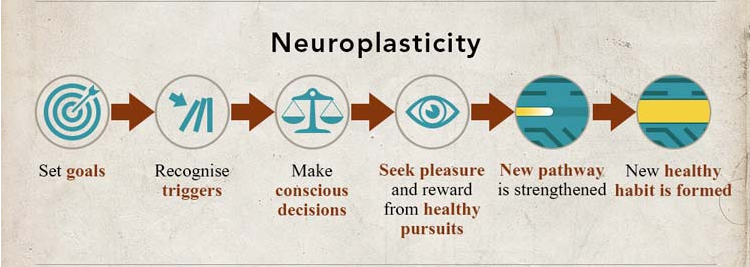 Neuroplasticity
Set goals
Recognise
triggers
Make
conscious
decisions
Seek pleasure
and reward
from healthy
pursuits
New pathway
is strengthened
New healthy
habit is formed